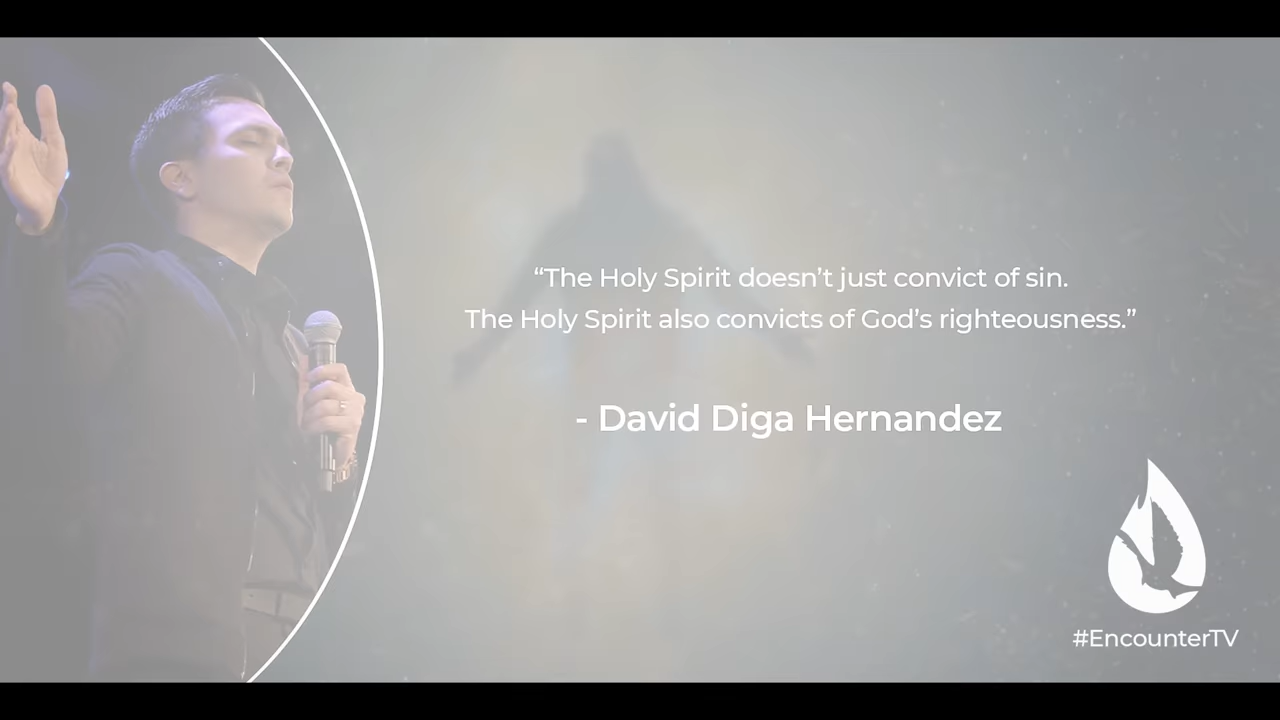 “The Holy Spirit doesn’t just convict of sin.
The Holy Spirit also convicts of God’s righteousness.”
- David Diga Hernandez
#EncounterTV